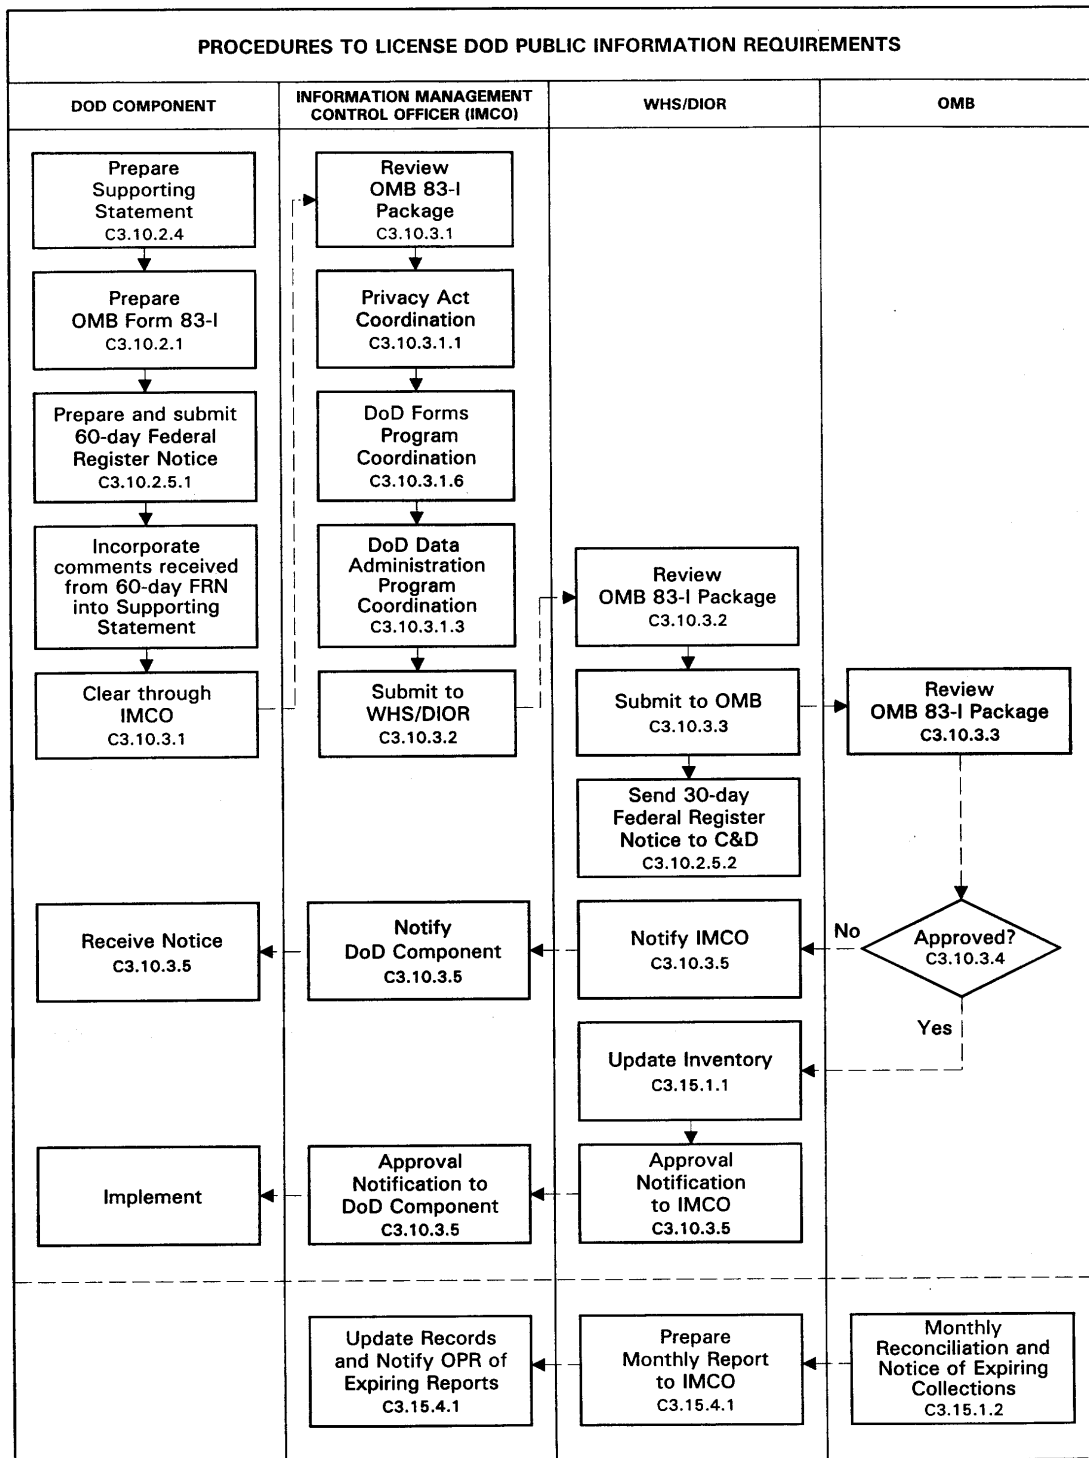 PROCEDURES TO LICENSE DOD PUBLIC INFORMATION REQUIREMENTS
DOD COMPONENT
INFORMATION MANAGEMENT
CONTROL OFFICER (IMCO)
WHS/DIOR
OMB
Prepare
Supporting
Statement
C3.10.2.4
Prepare
OMB Form 83-I
C3.10.2.1
Prepare and submit
60-day Federal
Register Notice
C3.10.2.5.1
Incorporate
comments received
from 60-day FRN
into Supporting
Statement
Clear through
IMCO
C3.10.3.1
Review
OMB 83-I
Package
C3.10.3.1
Privacy Act
Coordination
C3.10.3.1.1
DoD Forms
Program
Coordination
C3.10.3.1.6
DoD Data
Administration
Program
Coordination
C3.10.3.1.3
Submit to
WHS/DIOR
C3.10.3.2
Review
OMB 83-I Package
C3.10.3.2
Submit to OMB
C3.10.3.3
Send 30-day
Federal Register
Notice to C&D
C3.10.2.5.2
Review
OMB 83-I Package
C3.10.3.3
Approved?
C3.10.3.4
No
Notify IMCO
C3.10.3.5
Notify
DoD Component
C3.10.3.5
Receive Notice
C3.10.3.5
Yes
Update Inventory
C3.15.1.1
Approval
Notification
to IMCO
C3.10.3.5
Approval
Notification to
DoD Component
C3.10.3.5
Implement
Monthly
Reconciliation and
Notice of Expiring
Collections
C3.15.1.2
Prepare
Monthly Report
to IMCO
C3.15.4.1
Update Records
and Notify OPR of
Expiring Reports
C3.15.4.1